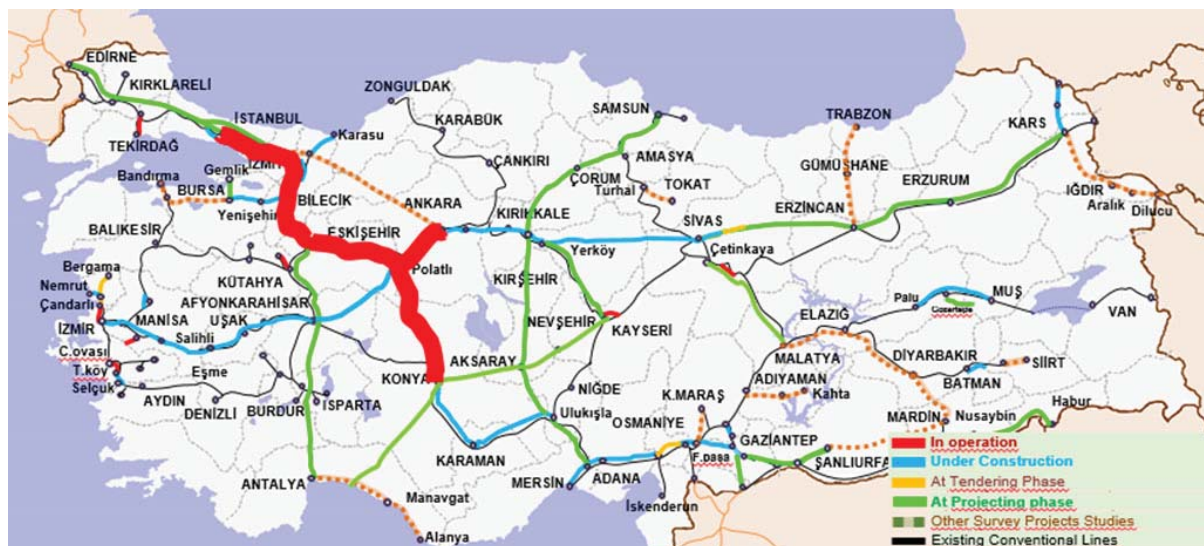 EDİRNE
KIRKLARELİ
TEKİRDAĞ
İSTANBUL
İZMİT
Karasu
ZONGULDAK
KARABÜK
ÇANKIRI
SAMSUN
AMASYA
ÇORUM
Turhal
TOKAT
TRABZON
GÜMÜŞHANE
KARS
ERZURUM
ERZİNCAN
IĞDIR
Aralık
Dilucu
Bandırma
Gemlik
BURSA
Yenişehir
BİLECİK
ANKARA
KIRIKKALE
Yerköy
SİVAS
Çetinkaya
BALIKESİR
ESKİŞEHİR
Polatlı
KIRŞEHİR
KÜTAHYA
Bergama
Nemrut
Çandarlı
AFYONKARAHİSAR
UŞAK
MANİSA
Salihli
İZMİR
Eşme
C.ovası
T.köy
Selçuk
AYDIN
DENİZLİ
BURDUR
ISPARTA
NEVŞEHİR
KAYSERİ
AKSARAY
KONYA
NİĞDE
Ulukışla
KARAMAN
MERSİN
ADANA
OSMANİYE
K.MARAŞ
F.paşa
İskenderun
GAZİANTEP
ŞANLIURFA
ADIYAMAN
Kahta
MALATYA
ELAZIĞ
Palu
MUŞ
VAN
DİYARBAKIR
BATMAN
SİİRT
MARDİN
Nusaybin
Habur
ANTALYA
Manavgat
Alanya
In operation
Under Construction
At Tendering Phase
At Projecting phase
Other Survey Projects Studies
Existing Conventional Lines